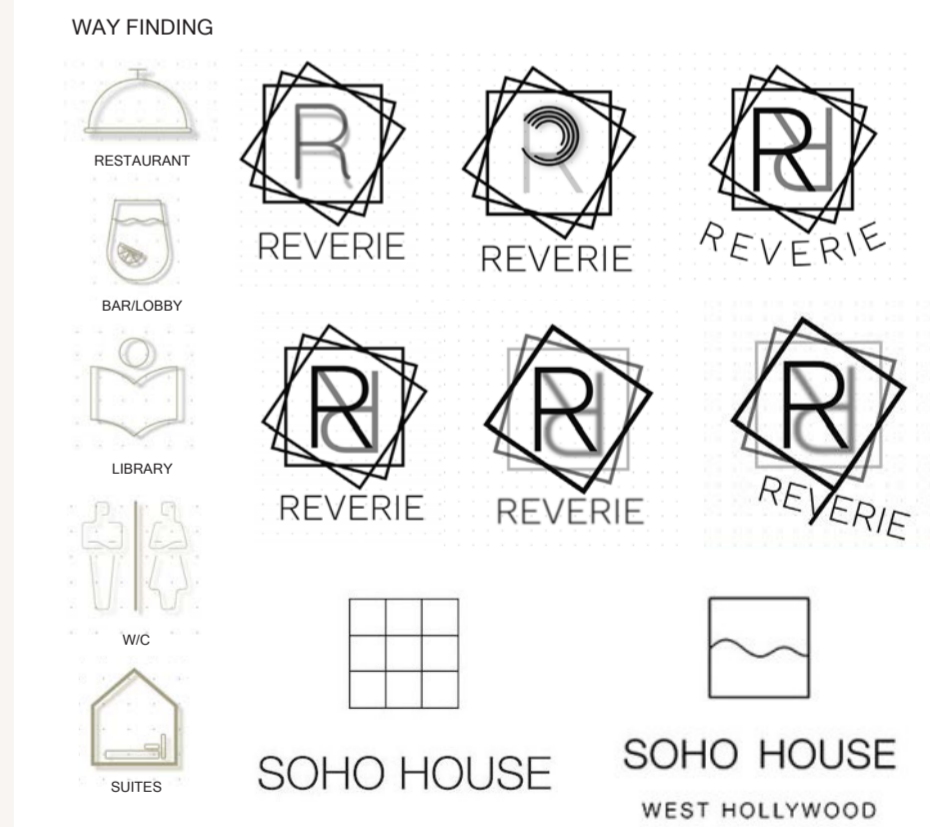 WAY FINDING
RESTAURANT
BAR/LOBBY
LIBRARY
W/C
SUITES
R
REVERIE
R
REVERIE
R R
REVERIE
R R
REVERIE
R R
REVERIE
R R
REVERIE
SOHO HOUSE
SOHO HOUSE
WEST HOLLYWOOD